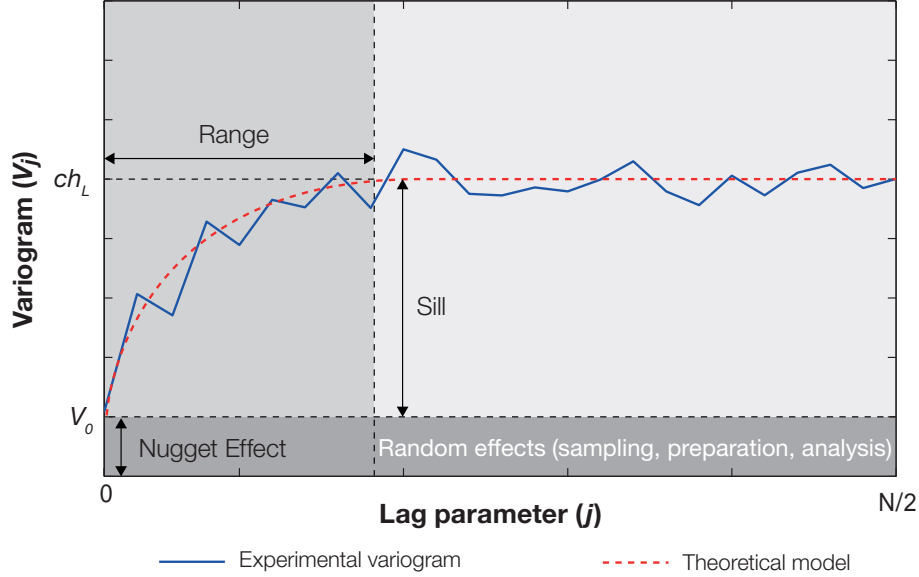 Variogram (Vj)
Range
ch_L
Sill
V_0
Nugget Effect
Random effects (sampling, preparation, analysis)
0
N/2
Lag parameter (j)
Experimental variogram
Theoretical model